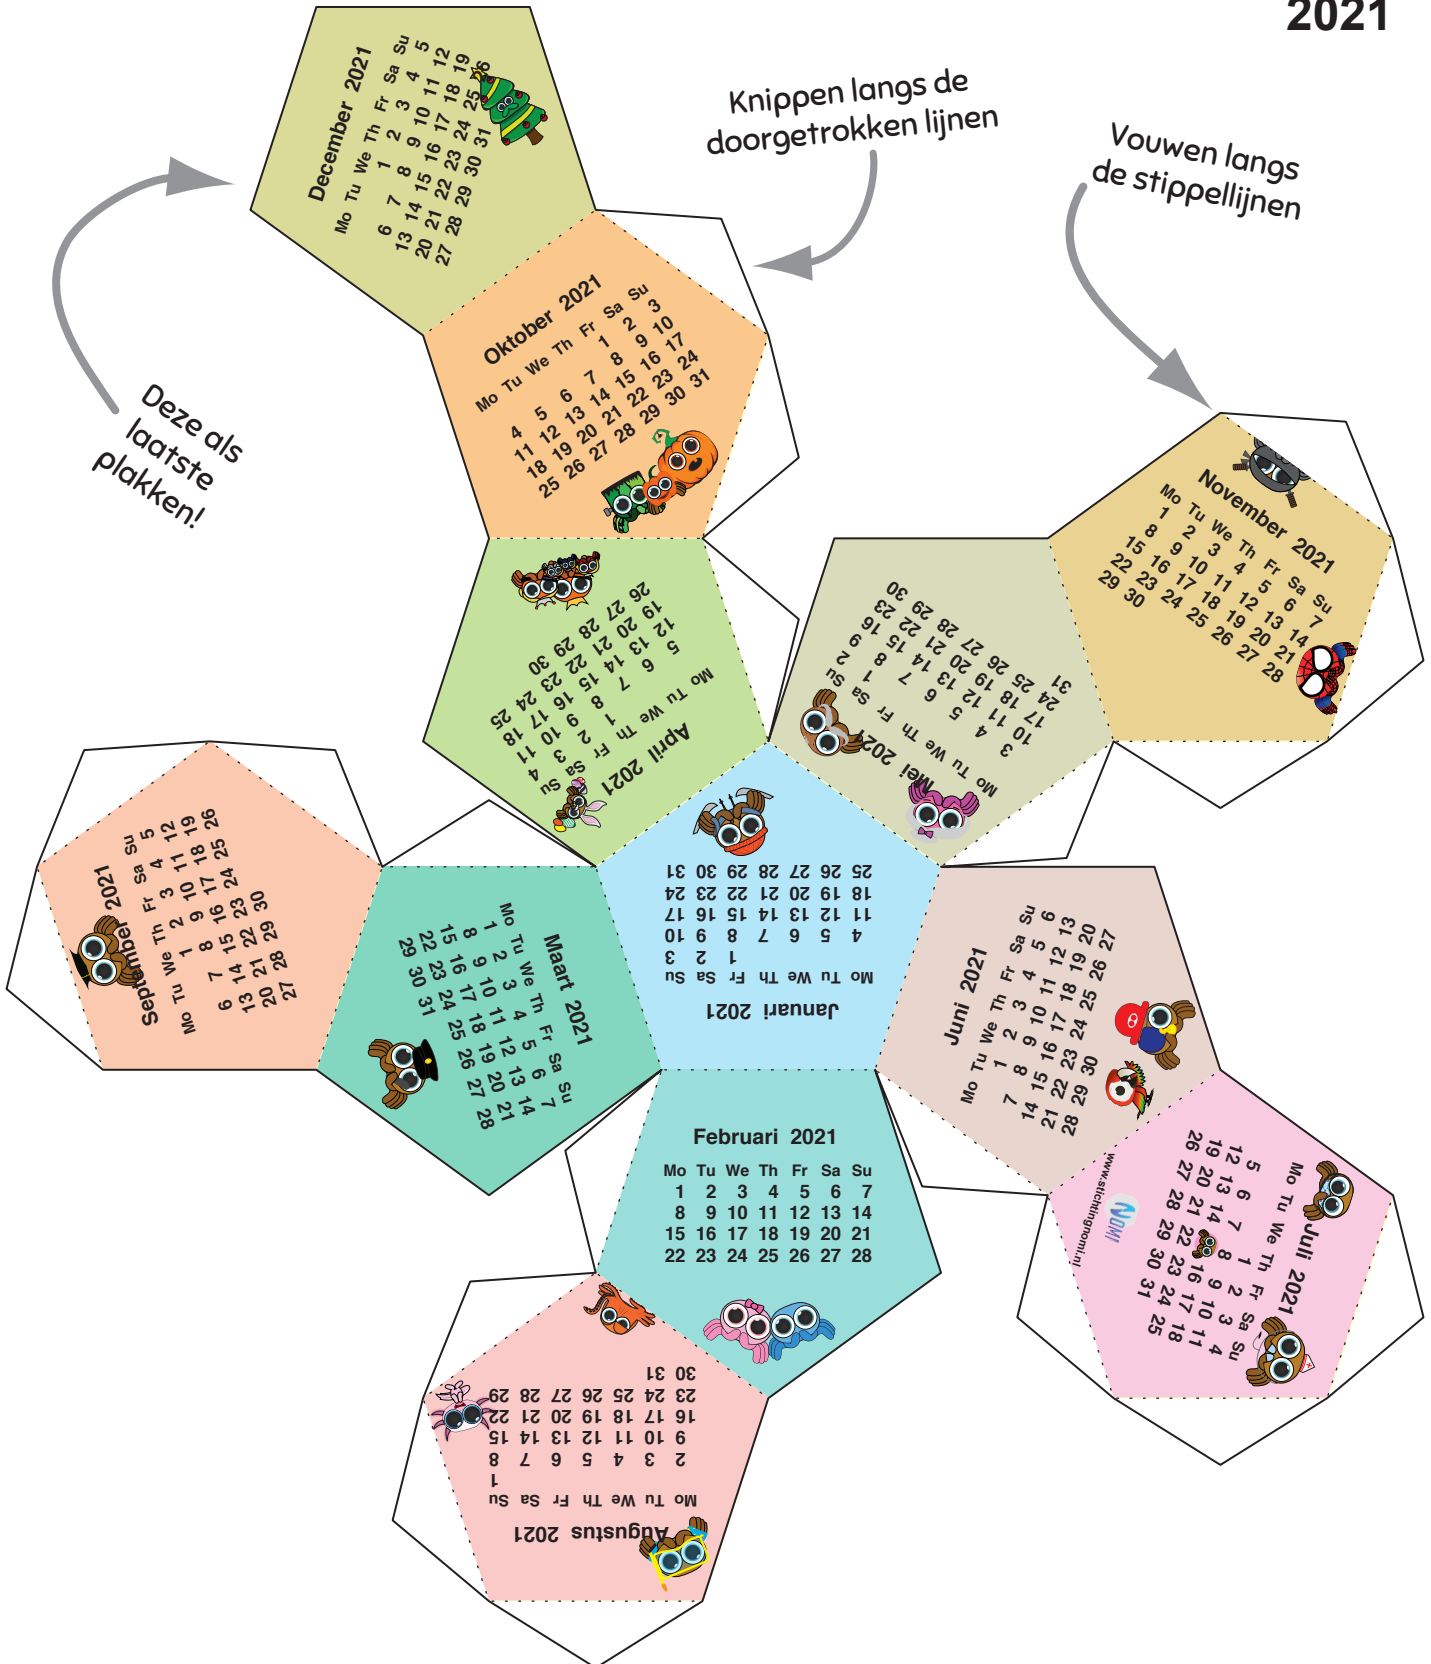 2021
Knippen langs de
doorgetrokken lijnen
Vouwen langs
de stippellijnen
Deze als
laatste
plakken!
December 2021
Mo Tu We Th Fr Sa Su
1 2 3 4 5
6 7 8 9 10 11 12
13 14 15 16 17 18 19
20 21 22 23 24 25 26
27 28 29 30 31
Oktober 2021
Mo Tu We Th Fr Sa Su
1 2 3
4 5 6 7 8 9 10
11 12 13 14 15 16 17
18 19 20 21 22 23 24
25 26 27 28 29 30 31
November 2021
Mo Tu We Th Fr Sa Su
1 2 3 4 5 6 7
8 9 10 11 12 13 14
15 16 17 18 19 20 21
22 23 24 25 26 27 28
29 30
April 2021
Mo Tu We Th Fr Sa Su
1 2 3 4
5 6 7 8 9 10 11
12 13 14 15 16 17 18
19 20 21 22 23 24 25
26 27 28 29 30
Mei 2021
Mo Tu We Th Fr Sa Su
1 2
3 4 5 6 7 8 9
10 11 12 13 14 15 16
17 18 19 20 21 22 23
24 25 26 27 28 29 30
31
September 2021
Mo Tu We Th Fr Sa Su
1 2 3 4 5
6 7 8 9 10 11 12
13 14 15 16 17 18 19
20 21 22 23 24 25 26
27 28 29 30
Maart 2021
Mo Tu We Th Fr Sa Su
1 2 3 4 5 6 7
8 9 10 11 12 13 14
15 16 17 18 19 20 21
22 23 24 25 26 27 28
29 30 31
Januari 2021
Mo Tu We Th Fr Sa Su
1 2 3
4 5 6 7 8 9 10
11 12 13 14 15 16 17
18 19 20 21 22 23 24
25 26 27 28 29 30 31
Juni 2021
Mo Tu We Th Fr Sa Su
1 2 3 4 5 6
7 8 9 10 11 12 13
14 15 16 17 18 19 20
21 22 23 24 25 26 27
28 29 30
Februari 2021
Mo Tu We Th Fr Sa Su
1 2 3 4 5 6 7
8 9 10 11 12 13 14
15 16 17 18 19 20 21
22 23 24 25 26 27 28
Juli 2021
Mo Tu We Th Fr Sa Su
1 2 3 4
5 6 7 8 9 10 11
12 13 14 16 17 18
19 20 21 22 23 24 25
26 27 28 29 30 31
NOMI
www.stichtingnomi.nl
Augustus 2021
Mo Tu We Th Fr Sa Su
1
2 3 4 5 6 7 8
9 10 11 12 13 14 15
16 17 18 19 20 21 22
23 24 25 26 27 28 29
30 31